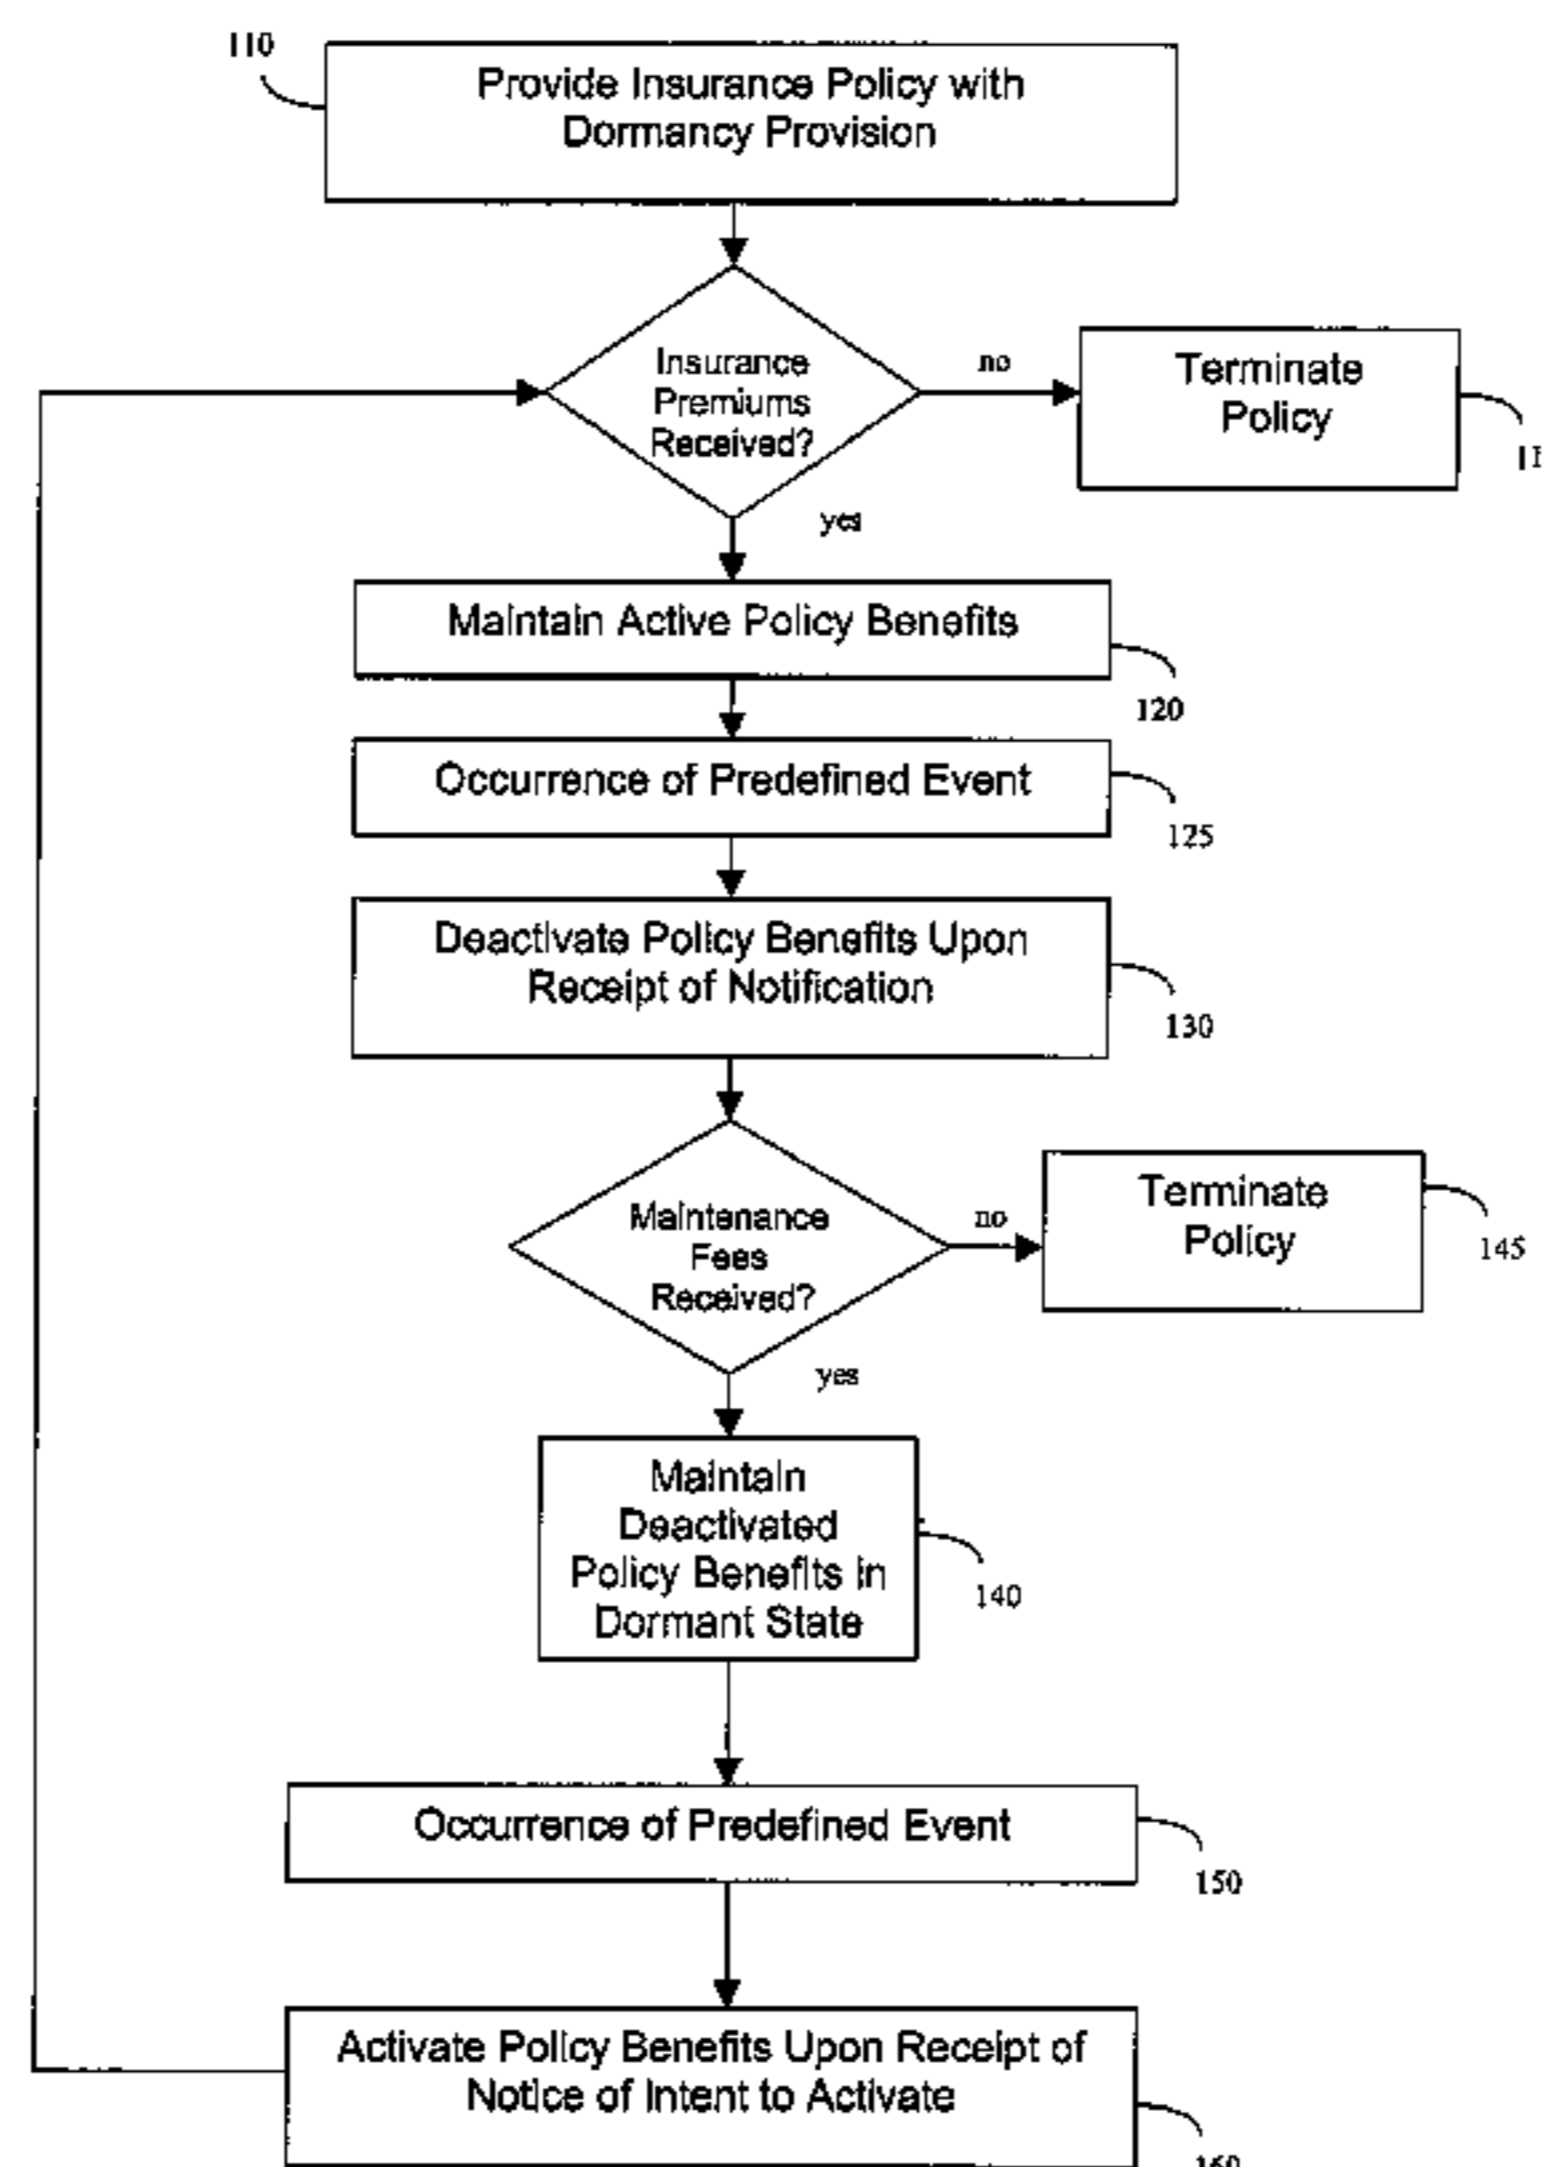 110
Provide Insurance Policy with
Dormancy Provision
Insurance
Premiums
Received?
no
Terminate
Policy
yes
Maintain Active Policy Benefits
120
Occurrence of Predefined Event
125
Deactivate Policy Benefits Upon
Receipt of Notification
130
Maintenance
Fees
Received?
no
Terminate
Policy
145
yes
Maintain
Deactivated
Policy Benefits in
Dormant State
140
Occurrence of Predefined Event
150
Activate Policy Benefits Upon Receipt of
Notice of Intent to Activate
160